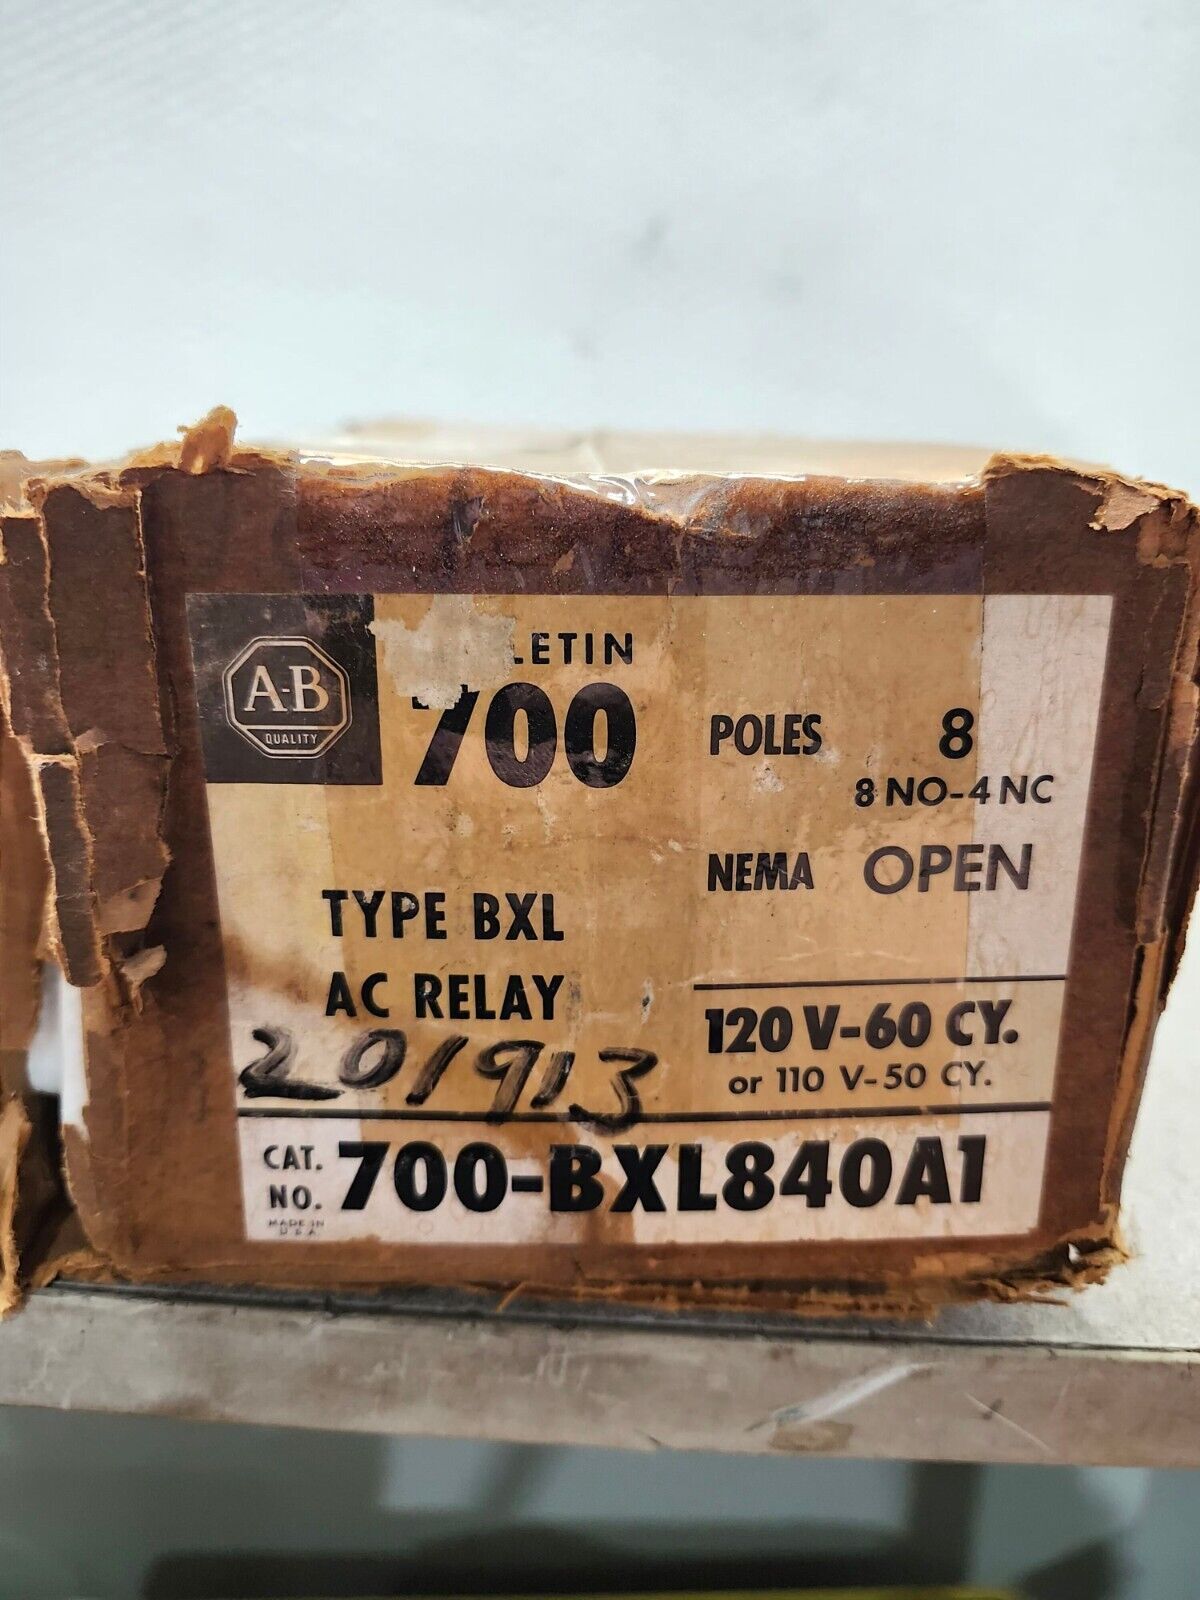 A-B
QUALITY
LETIN
700
POLES 8
8 NO-4 NC
NEMA OPEN
TYPE BXL
AC RELAY
120 V-60 CY.
or 110 V-50 CY.
201913
CAT.
NO. 700-BXL840A1
MADE IN
U.S.A.